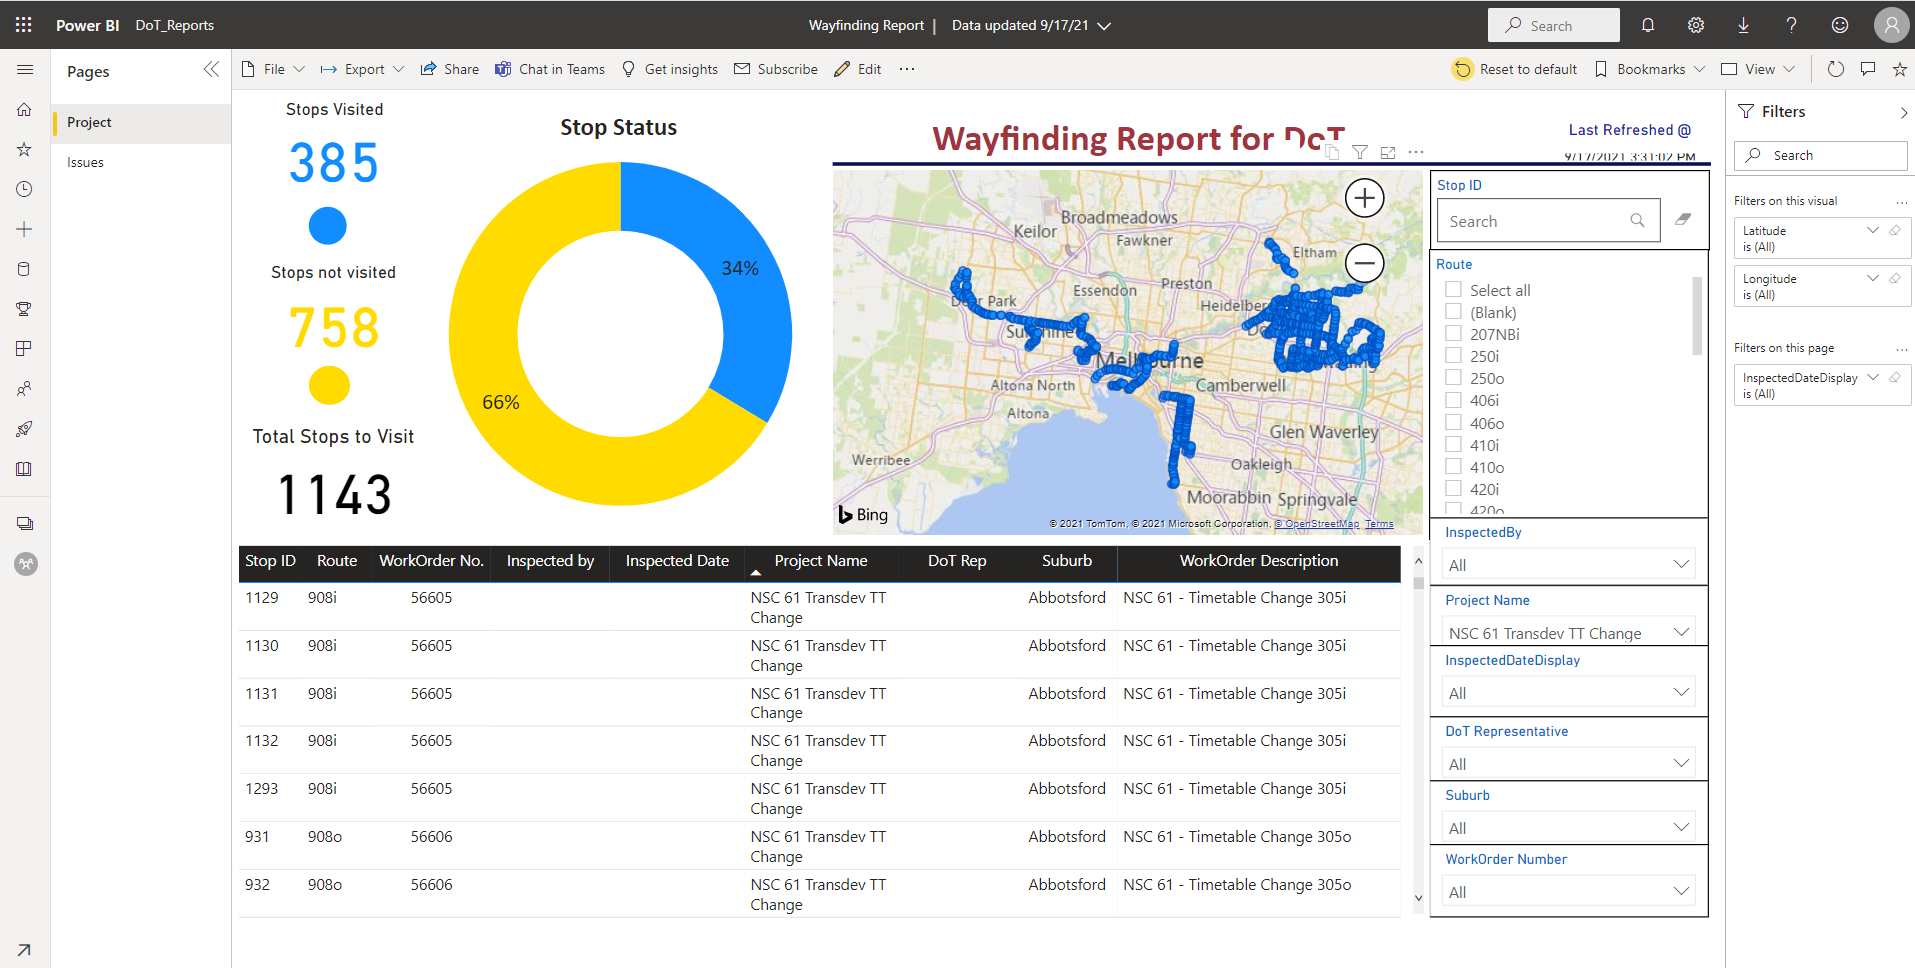 Power BI DoT_Reports
Wayfinding Report | Data updated 9/17/21
Search
Pages
Project
Issues
File
Export
Share
Chat in Teams
Get insights
Subscribe
Edit
Reset to default
Bookmarks
View
Stops Visited
385
Stops not visited
758
Total Stops to Visit
1143
Stop Status
34%
66%
Wayfinding Report for DoT
Last Refreshed @
9/17/2021 3:31:02 PM
Broadmeadows
Keilor
Fawkner
Eltham
Preston
Essendon
Deer Park
Heidelberg
Sunshine
Melbourne
Altona North
Camberwell
Altona
Glen Waverley
Werribee
Oakleigh
Moorabbin
Springvale
Bing
© 2021 TomTom, © 2021 Microsoft Corporation, © OpenStreetMap Terms
Stop ID
Search
Route
Select all
(Blank)
207NBi
250i
250o
406i
406o
410i
410o
420i
420o
InspectedBy
All
Project Name
NSC 61 Transdev TT Change
InspectedDateDisplay
All
DoT Representative
All
Suburb
All
WorkOrder Number
All
Stop ID Route WorkOrder No. Inspected by Inspected Date Project Name DoT Rep Suburb WorkOrder Description
1129 908i 56605 NSC 61 Transdev TT Abbotsford NSC 61 - Timetable Change 305i
Change
1130 908i 56605 NSC 61 Transdev TT Abbotsford NSC 61 - Timetable Change 305i
Change
1131 908i 56605 NSC 61 Transdev TT Abbotsford NSC 61 - Timetable Change 305i
Change
1132 908i 56605 NSC 61 Transdev TT Abbotsford NSC 61 - Timetable Change 305i
Change
1293 908i 56605 NSC 61 Transdev TT Abbotsford NSC 61 - Timetable Change 305i
Change
931 908o 56606 NSC 61 Transdev TT Abbotsford NSC 61 - Timetable Change 305o
Change
932 908o 56606 NSC 61 Transdev TT Abbotsford NSC 61 - Timetable Change 305o
Change
Filters
Search
Filters on this visual
Latitude
is (All)
Longitude
is (All)
Filters on this page
InspectedDateDisplay
is (All)